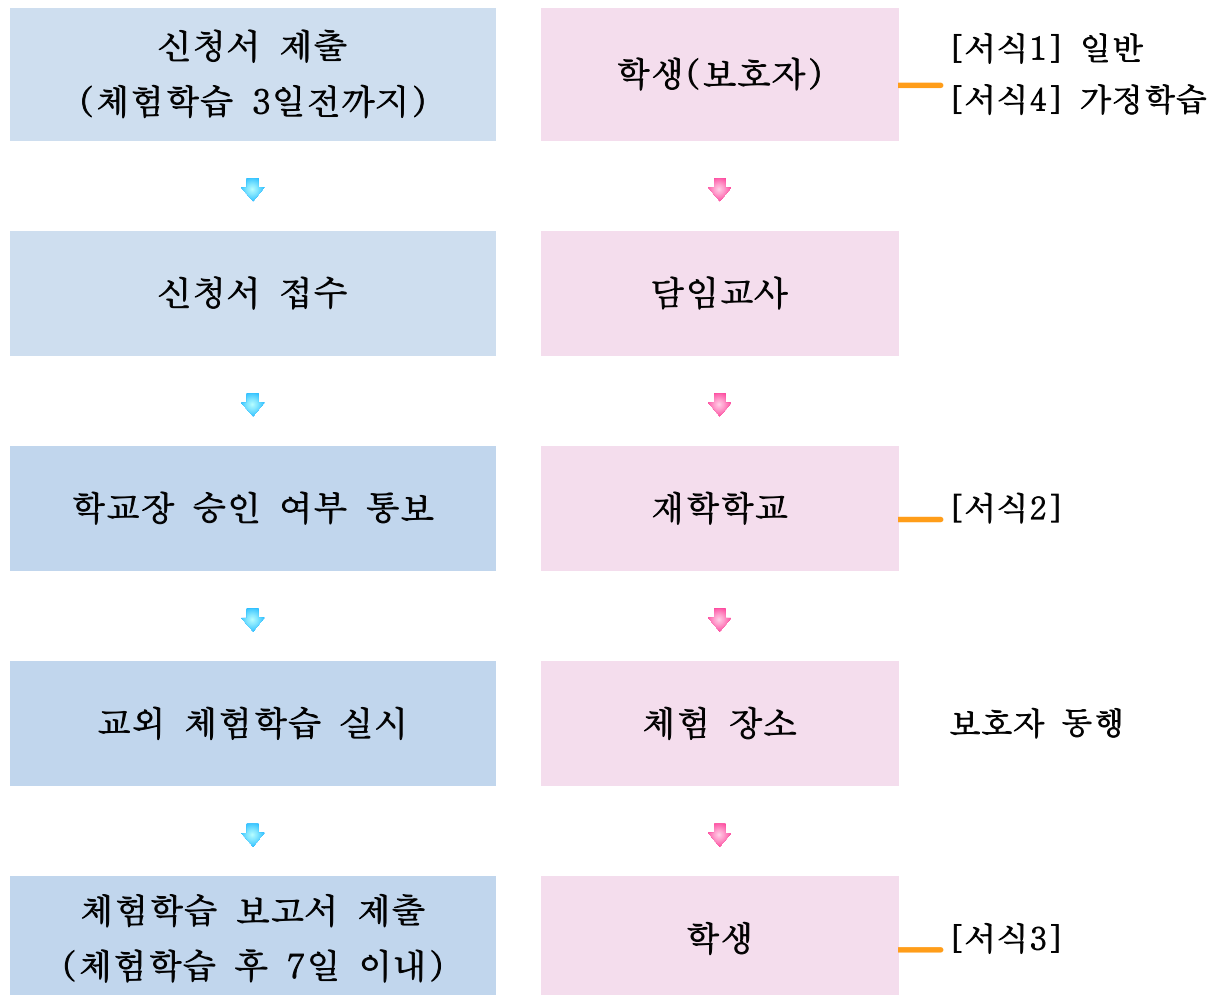 신청서 제출
(체험학습 3일전까지)
학생(보호자)
[서식1] 일반
[서식4] 가정학습
신청서 접수
담임교사
학교장 승인 여부 통보
재학학교
[서식2]
교외 체험학습 실시
체험 장소
보호자 동행
체험학습 보고서 제출
(체험학습 후 7일 이내)
학생
[서식3]